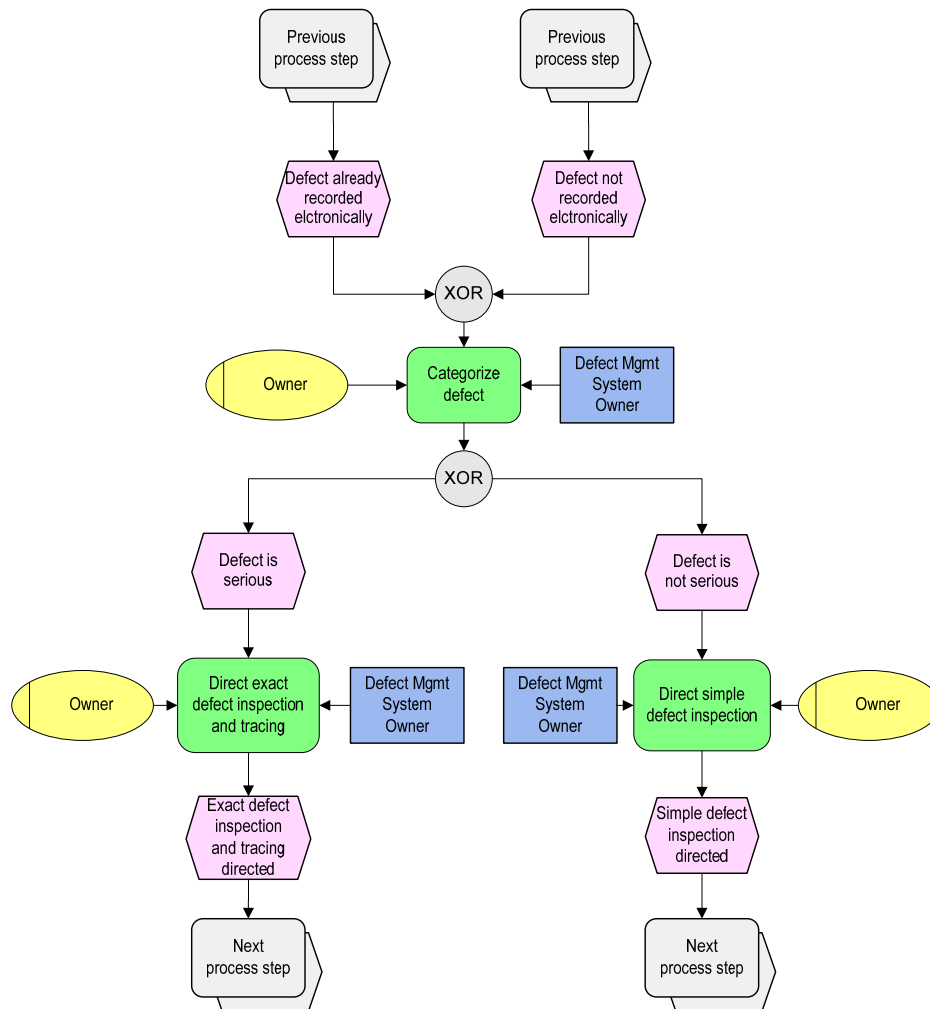 Previous
process step
Previous
process step
Defect already
recorded
elctronically
Defect not
recorded
elctronically
XOR
Owner
Categorize
defect
Defect Mgmt
System
Owner
XOR
Defect is
serious
Defect is
not serious
Owner
Direct exact
defect inspection
and tracing
Defect Mgmt
System
Owner
Defect Mgmt
System
Owner
Direct simple
defect inspection
Owner
Exact defect
inspection
and tracing
directed
Simple defect
inspection
directed
Next
process step
Next
process step